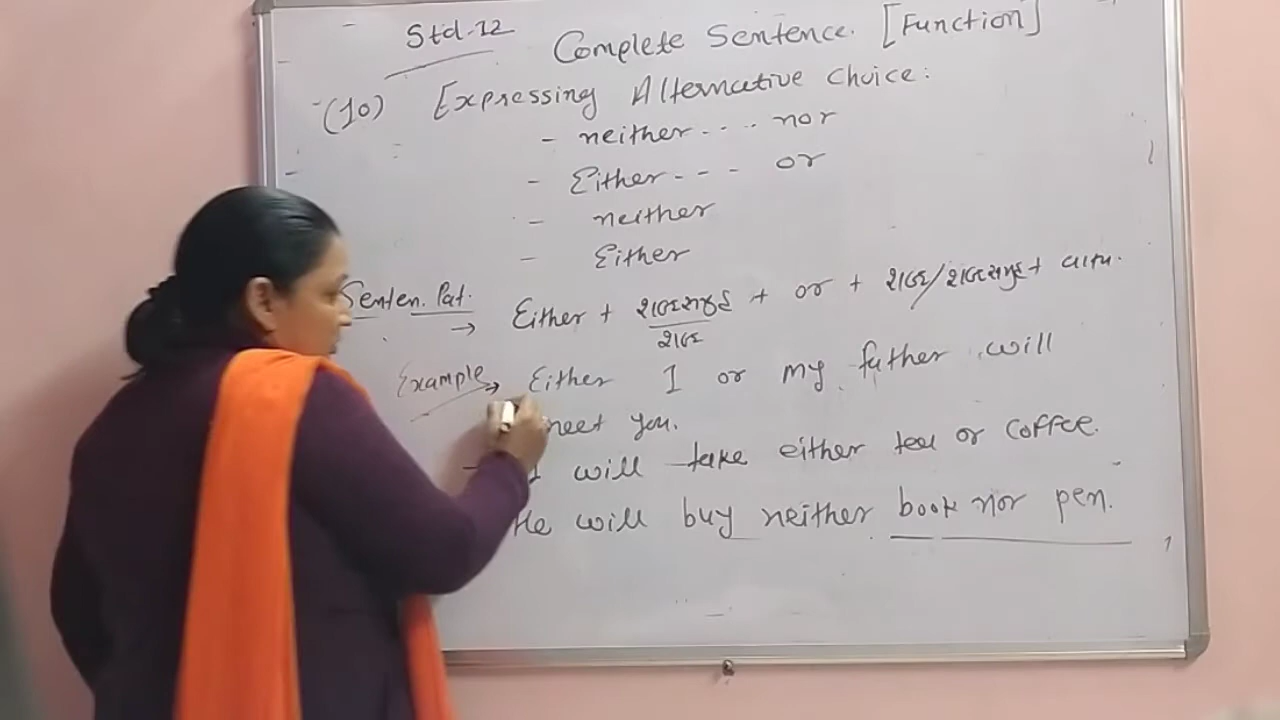 Std.12
Complete Sentence. [Function]
(10) Expressing Alternative Choice:
- neither.... nor
- Either---- or
- neither
- Either
Senten. Pat.
→ Either + શબ્દસમૂહ + or + શબ્દ/શબ્દસમૂહ +
શબ્દ
Example → Either I or my father will
meet you.
- I will take either tea or coffee.
He will buy neither book nor pen.